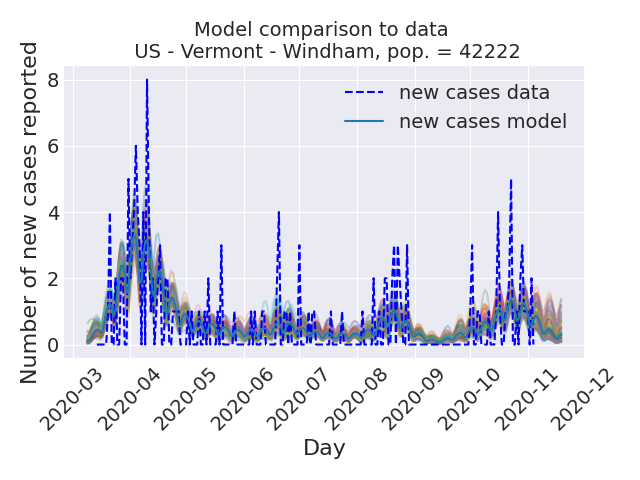 Model comparison to data
US - Vermont - Windham, pop. = 42222
Number of new cases reported
8
6
4
2
0
new cases data
new cases model
2020-03
2020-04
2020-05
2020-06
2020-07
2020-08
2020-09
2020-10
2020-11
2020-12
Day